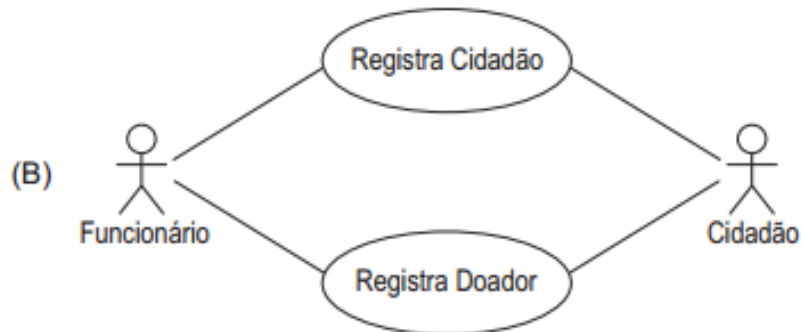 Registra Cidadão
(B)
Funcionário
Cidadão
Registra Doador